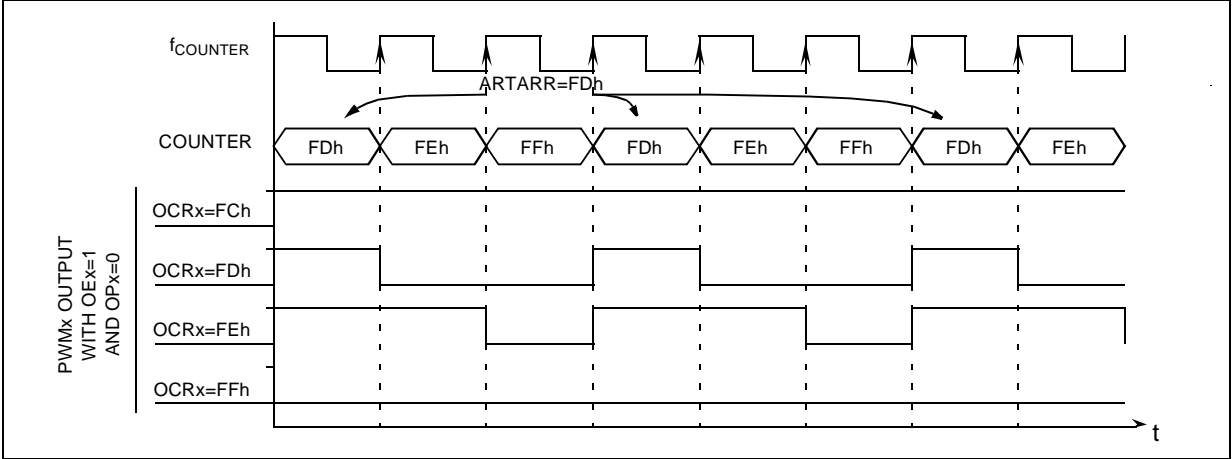 fCOUNTER
ARTARR=FDh
COUNTER
FDh FEh FFh FDh FEh FFh FDh FEh
PWMx OUTPUT
WITH OEx=1
AND OPx=0
OCRx=FCh
OCRx=FDh
OCRx=FEh
OCRx=FFh
t